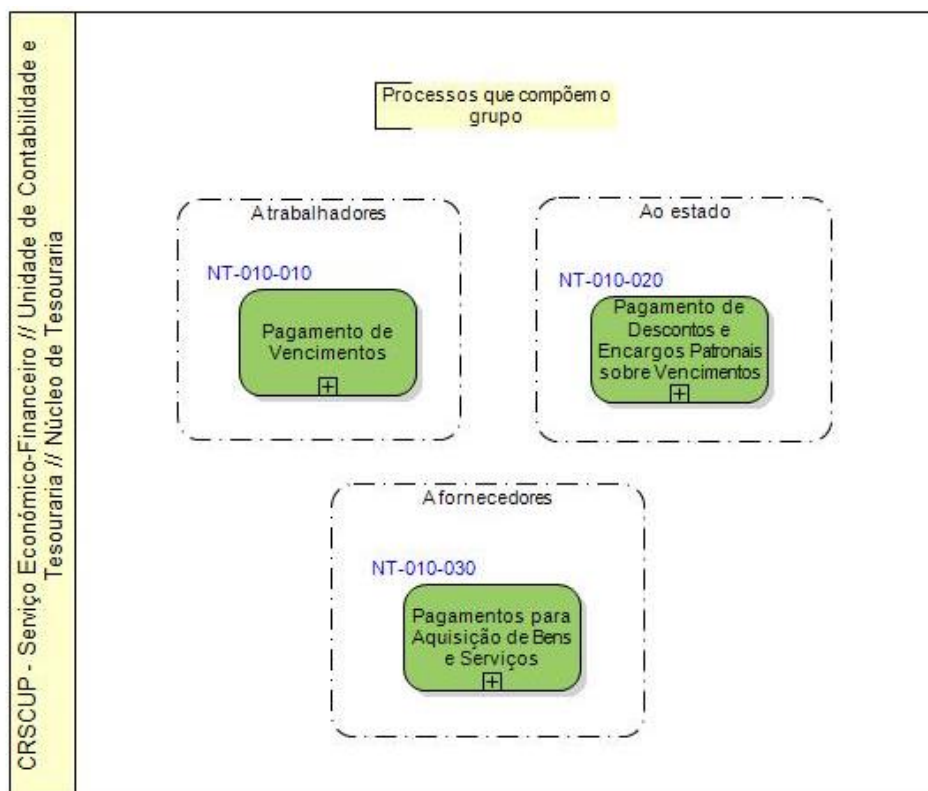 CRSCUP - Serviço Económico-Financeiro // Unidade de Contabilidade e
Tesouraria // Núcleo de Tesouraria
Processos que compõem o
grupo
A trabalhadores
NT-010-010
Pagamento de
Vencimentos
Ao estado
NT-010-020
Pagamento de
Descontos e
Encargos Patronais
sobre Vencimentos
A fornecedores
NT-010-030
Pagamentos para
Aquisição de Bens
e Serviços